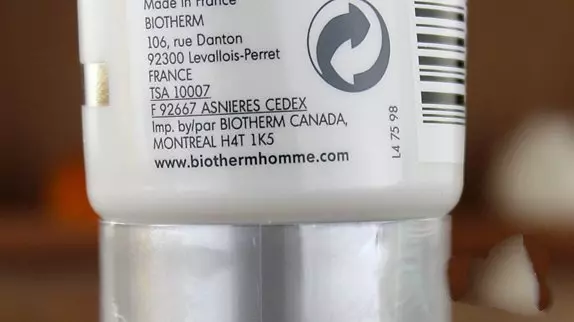 Made in France
BIOTHERM
106, rue Danton
92300 Levallois-Perret
FRANCE
TSA 10007
F 92667 ASNIERES CEDEX
Imp. by/par BIOTHERM CANADA,
MONTREAL H4T 1K5
www.biothermhomme.com
L4 75 98